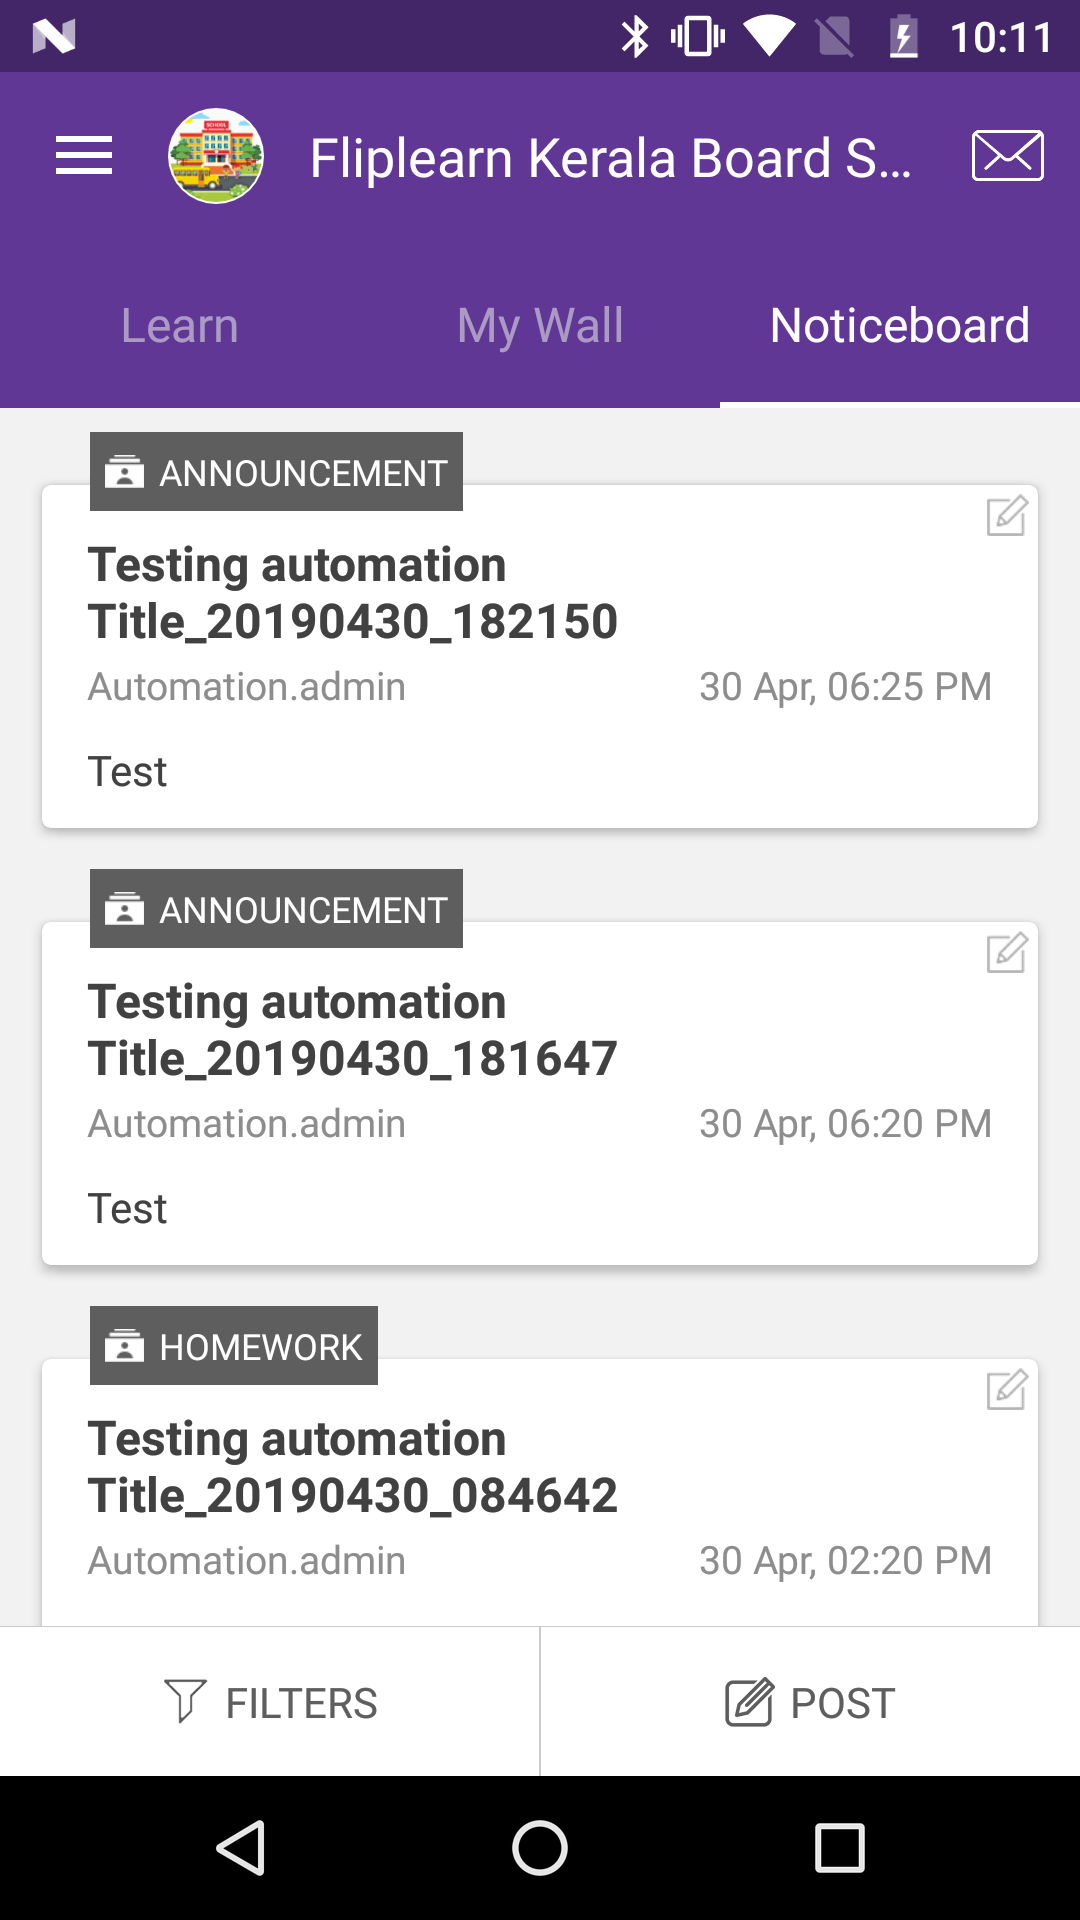 10:11
Fliplearn Kerala Board S...
Learn
My Wall
Noticeboard
ANNOUNCEMENT
Testing automation
Title_20190430_182150
Automation.admin
30 Apr, 06:25 PM
Test
ANNOUNCEMENT
Testing automation
Title_20190430_181647
Automation.admin
30 Apr, 06:20 PM
Test
HOMEWORK
Testing automation
Title_20190430_084642
Automation.admin
30 Apr, 02:20 PM
FILTERS
POST